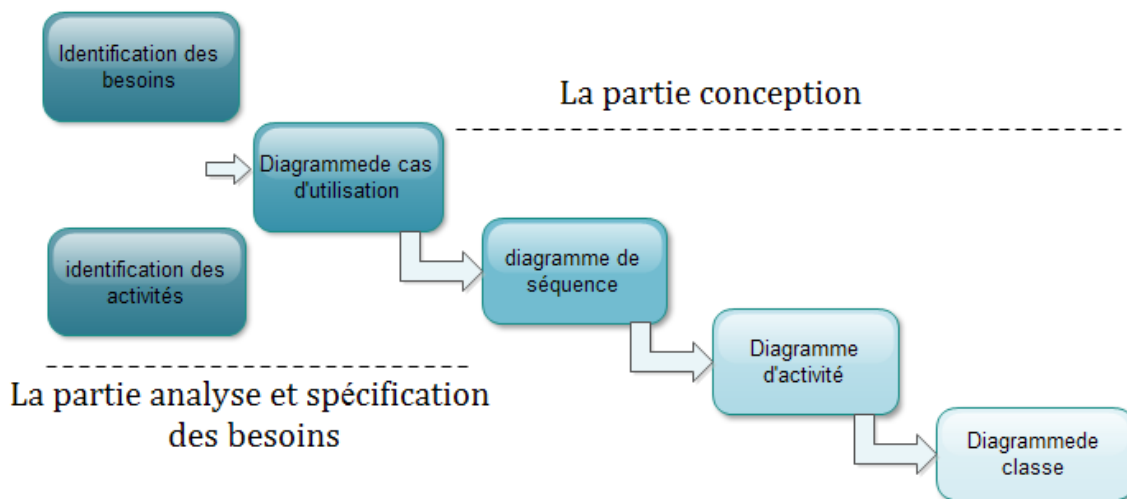 Identification des
besoins
La partie conception
Diagrammede cas
d'utilisation
identification des
activités
diagramme de
séquence
Diagramme
d'activité
La partie analyse et spécification
des besoins
Diagrammede
classe